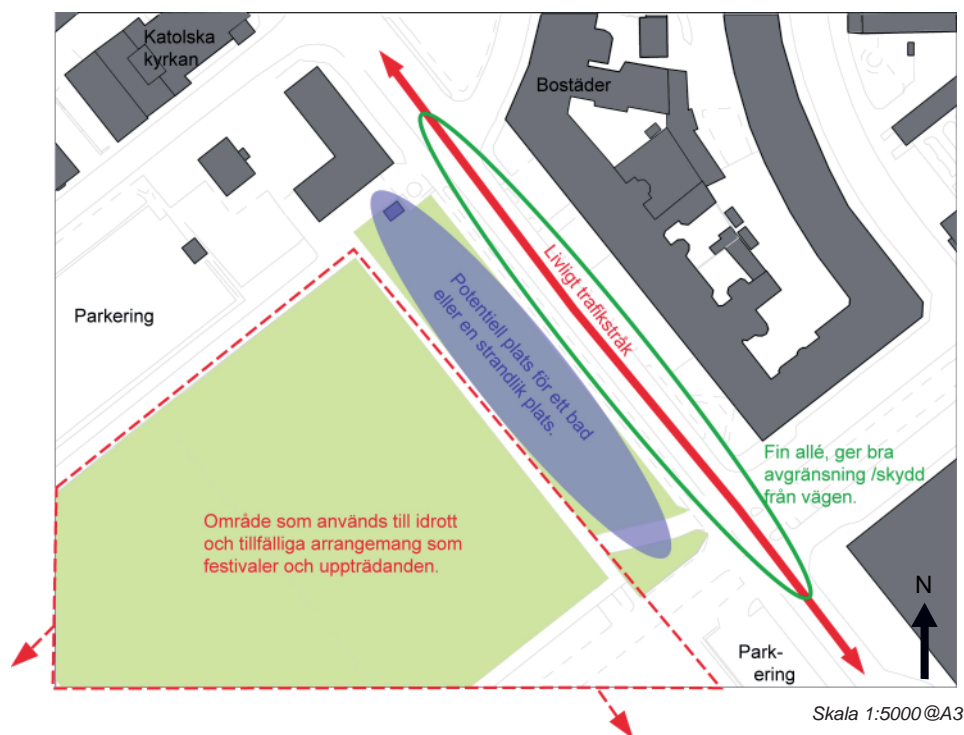 Katolska
kyrkan
Bostäder
Livligt trafikstråk
Potentiell plats för ett bad
eller en strandlik plats.
Parkering
Fin allé, ger bra
avgränsning /skydd
från vägen.
Område som används till idrott
och tillfälliga arrangemang som
festivaler och uppträdanden.
N
Park-
ering
Skala 1:5000@A3